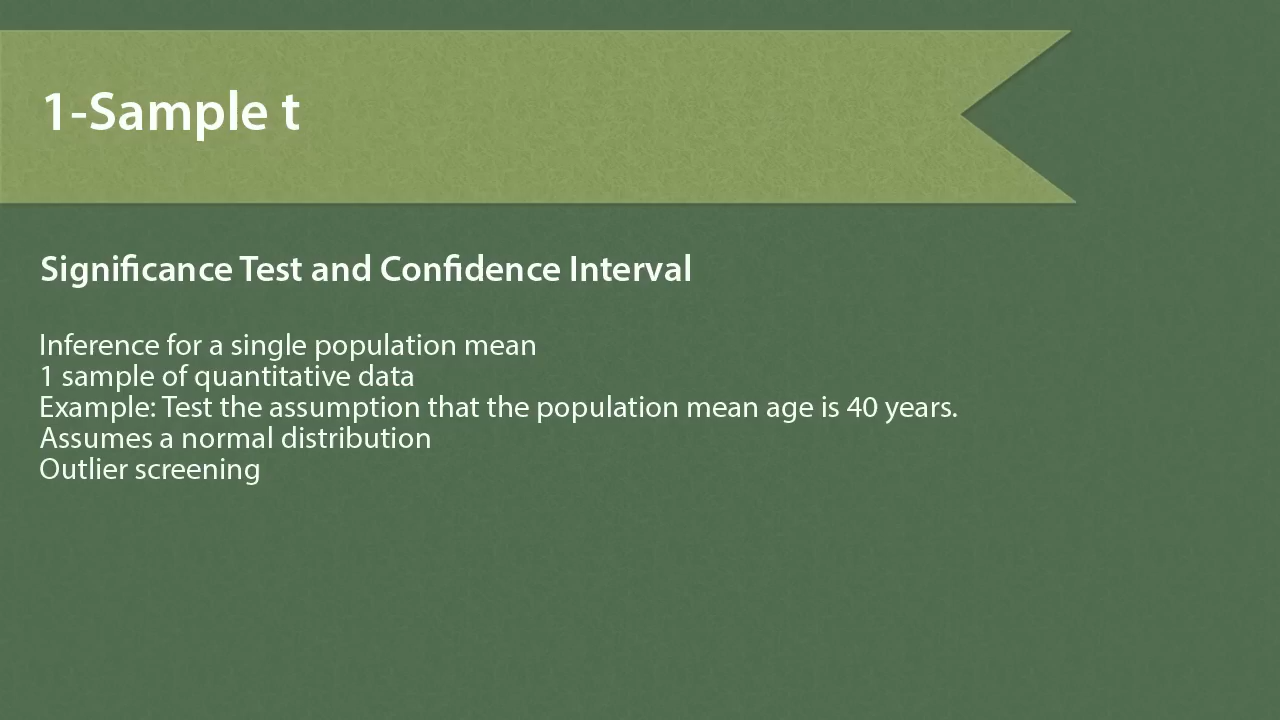 1-Sample t
Significance Test and Confidence Interval
Inference for a single population mean
1 sample of quantitative data
Example: Test the assumption that the population mean age is 40 years.
Assumes a normal distribution
Outlier screening